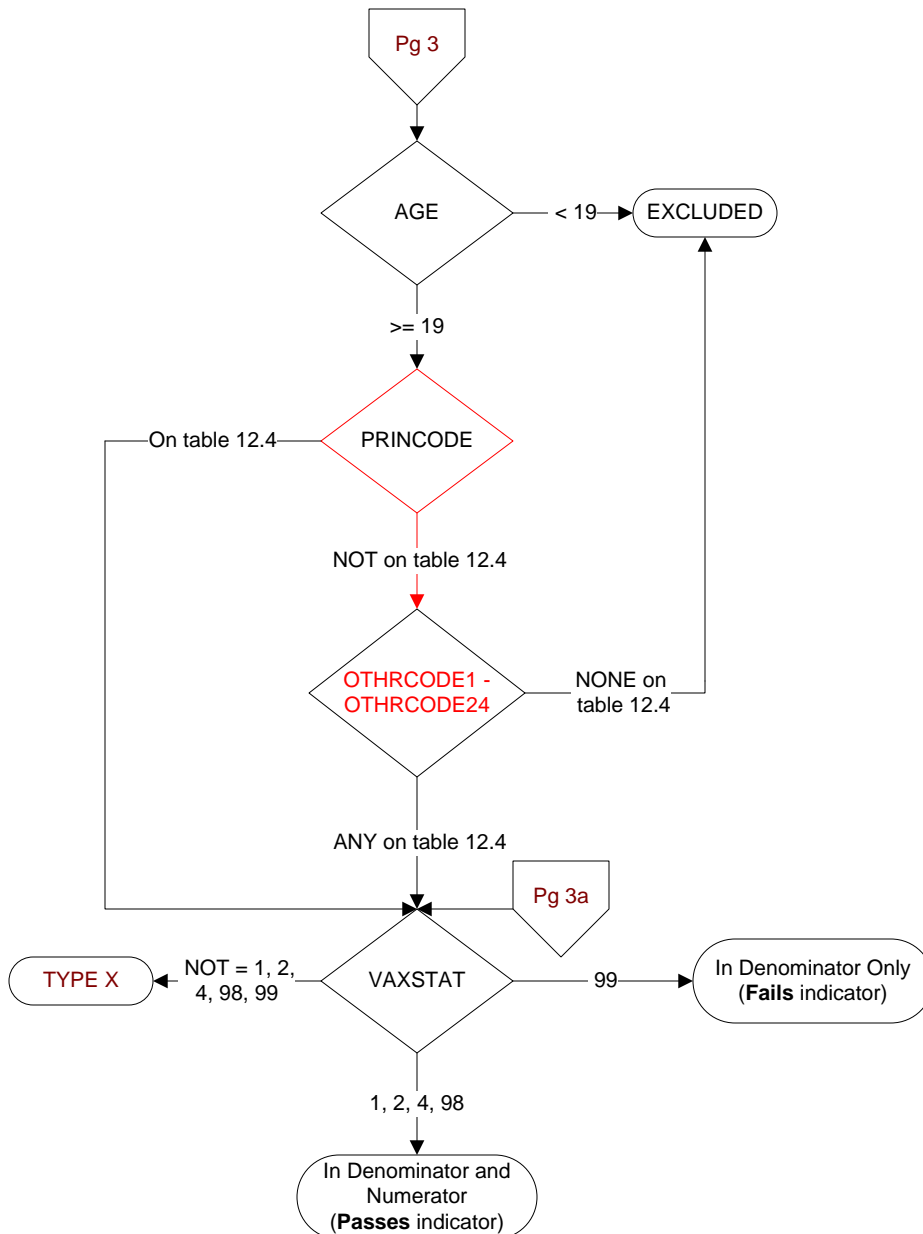 Pg 3
AGE
< 19
EXCLUDED
>= 19
On table 12.4
PRINCODE
NOT on table 12.4
OTHRCODE1 -
OTHRCODE24
NONE on
table 12.4
ANY on table 12.4
Pg 3a
TYPE X
NOT = 1, 2,
4, 98, 99
VAXSTAT
99
In Denominator Only
(Fails indicator)
1, 2, 4, 98
In Denominator and
Numerator
(Passes indicator)